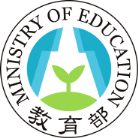 MINISTRY OF EDUCATION
教育部